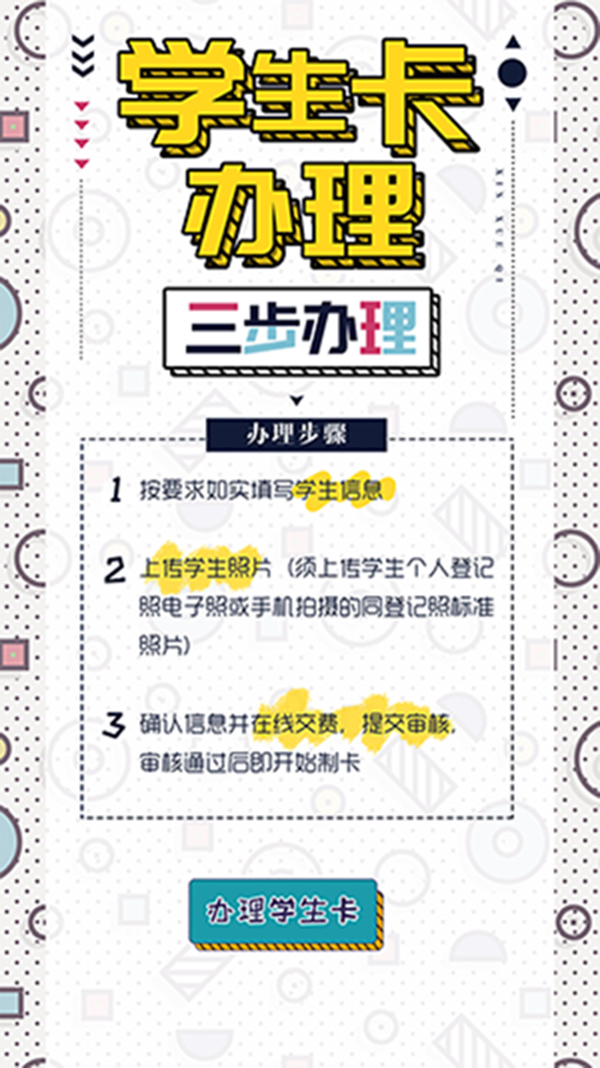 学生卡
办理
XIN XUE QI
三步办理
办理步骤
1 按要求如实填写学生信息
2 上传学生照片（须上传学生个人登记
照电子照或手机拍摄的同登记照标准
照片）
3 确认信息并在线交费，提交审核，
审核通过后即开始制卡
办理学生卡